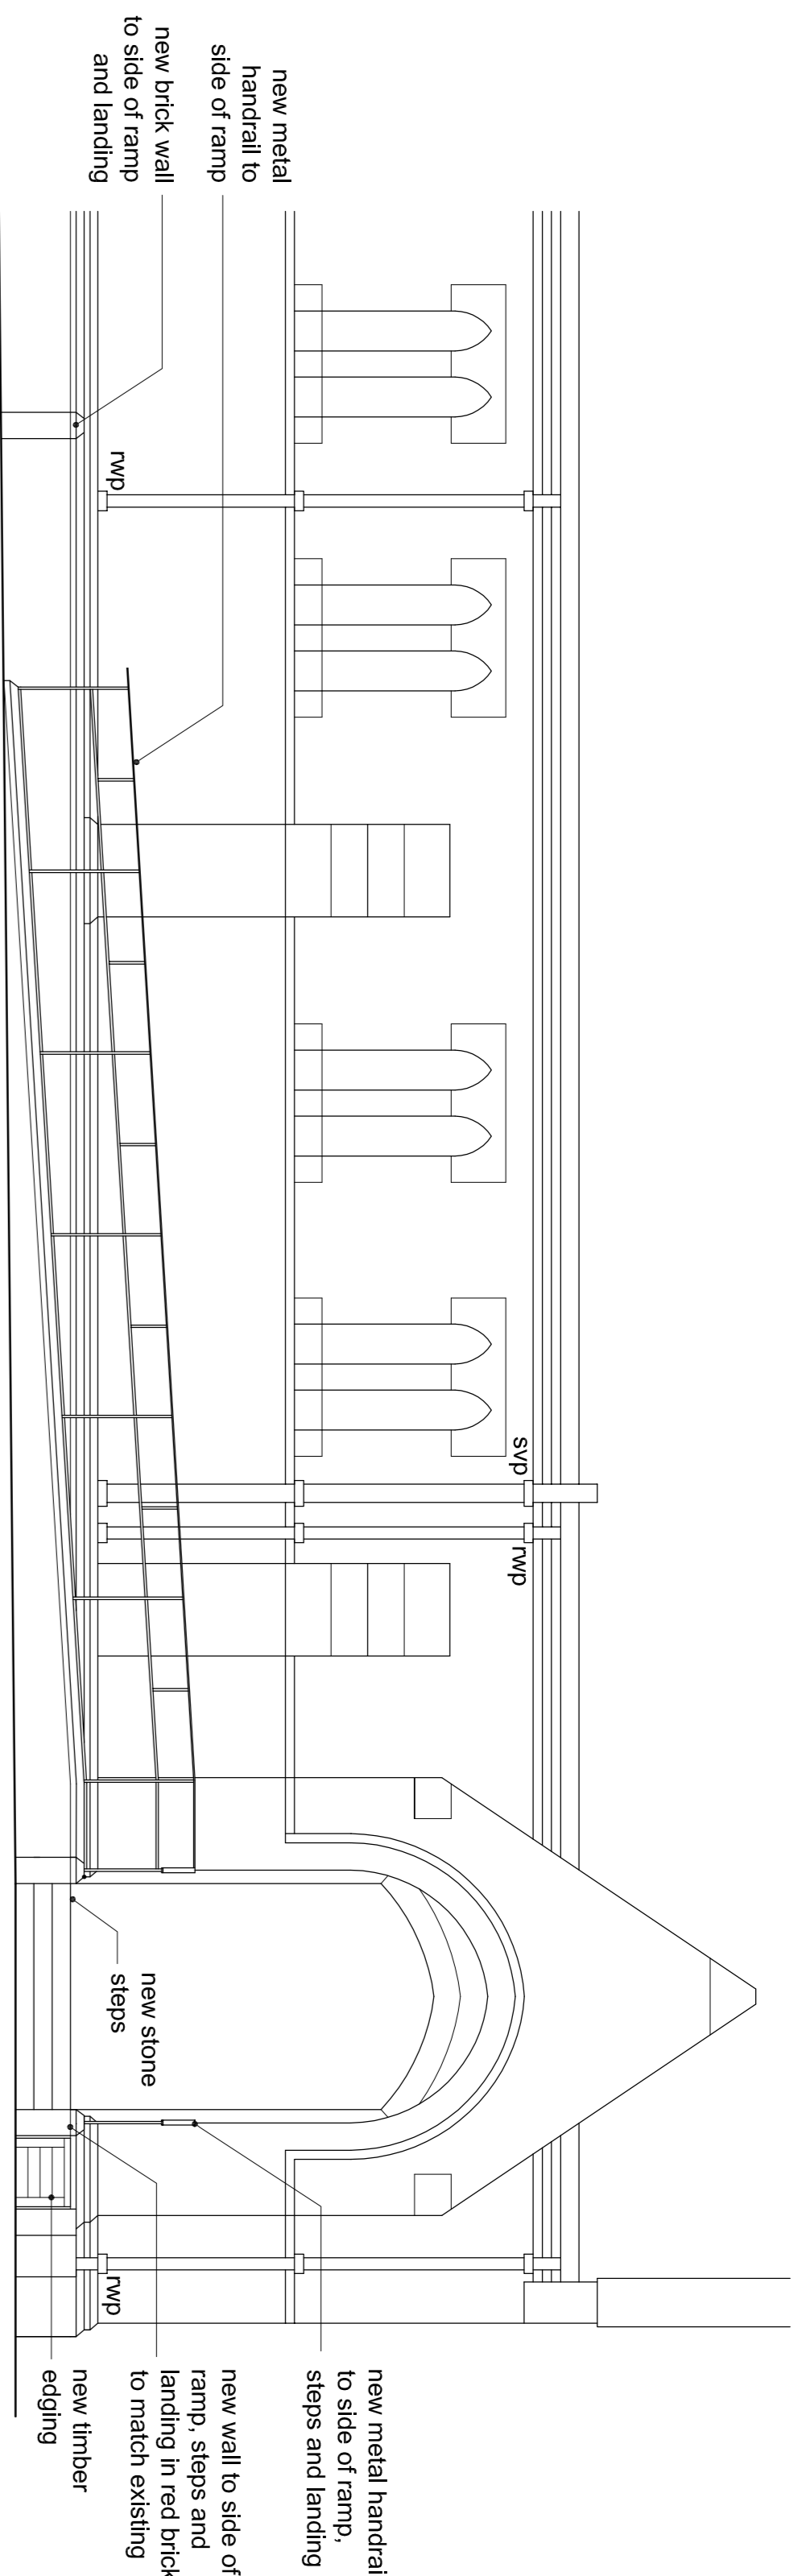 new metal
handrail to
side of ramp
new brick wall
to side of ramp
and landing
rwp
svp
rwp
new stone
steps
rwp
new metal handrai
to side of ramp,
steps and landing
new wall to side of
ramp, steps and
landing in red brick
to match existing
new timber
edging